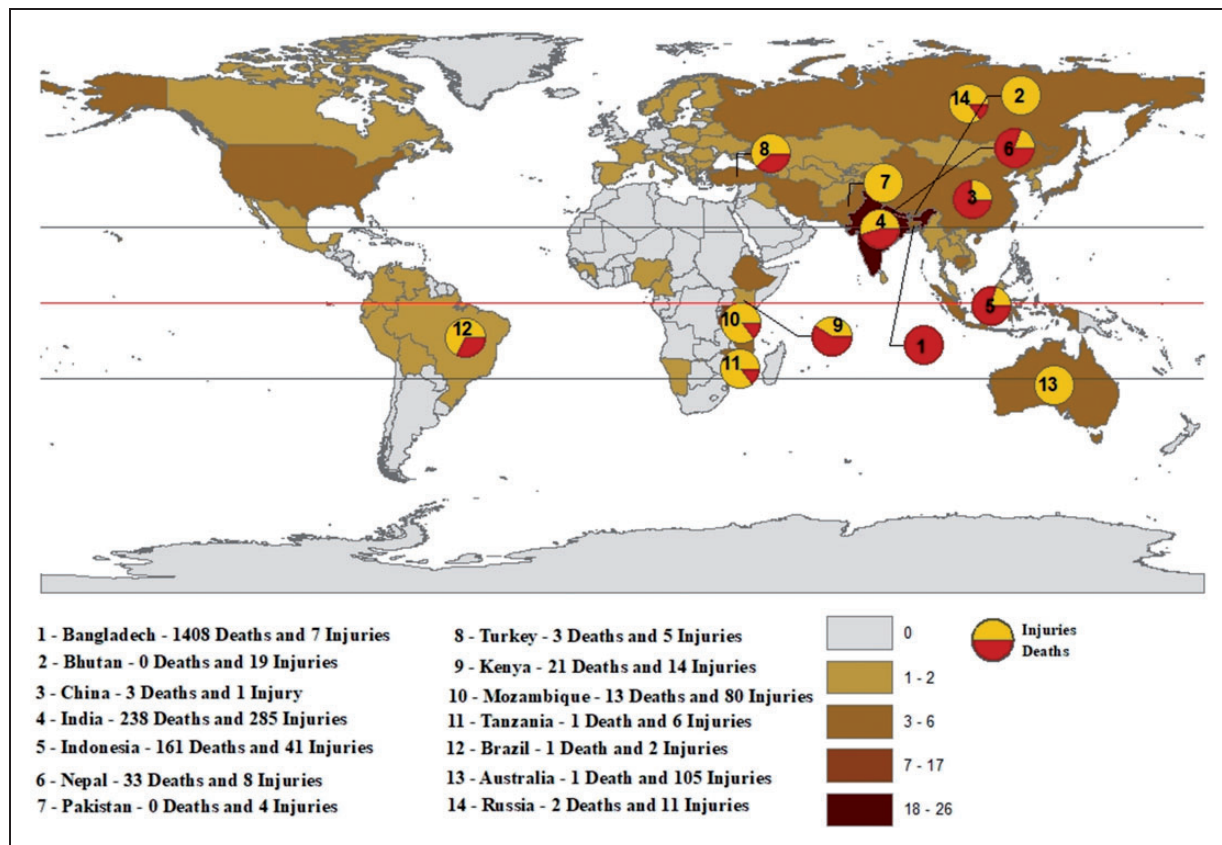 14
2
8
6
7
3
4
5
10
9
12
1
11
13
1 - Bangladech - 1408 Deaths and 7 Injuries
2 - Bhutan - 0 Deaths and 19 Injuries
3 - China - 3 Deaths and 1 Injury
4 - India - 238 Deaths and 285 Injuries
5 - Indonesia - 161 Deaths and 41 Injuries
6 - Nepal - 33 Deaths and 8 Injuries
7 - Pakistan - 0 Deaths and 4 Injuries
8 - Turkey - 3 Deaths and 5 Injuries
9 - Kenya - 21 Deaths and 14 Injuries
10 - Mozambique - 13 Deaths and 80 Injuries
11 - Tanzania - 1 Death and 6 Injuries
12 - Brazil - 1 Death and 2 Injuries
13 - Australia - 1 Death and 105 Injuries
14 - Russia - 2 Deaths and 11 Injuries
0
1 - 2
3 - 6
7 - 17
18 - 26
Injuries
Deaths